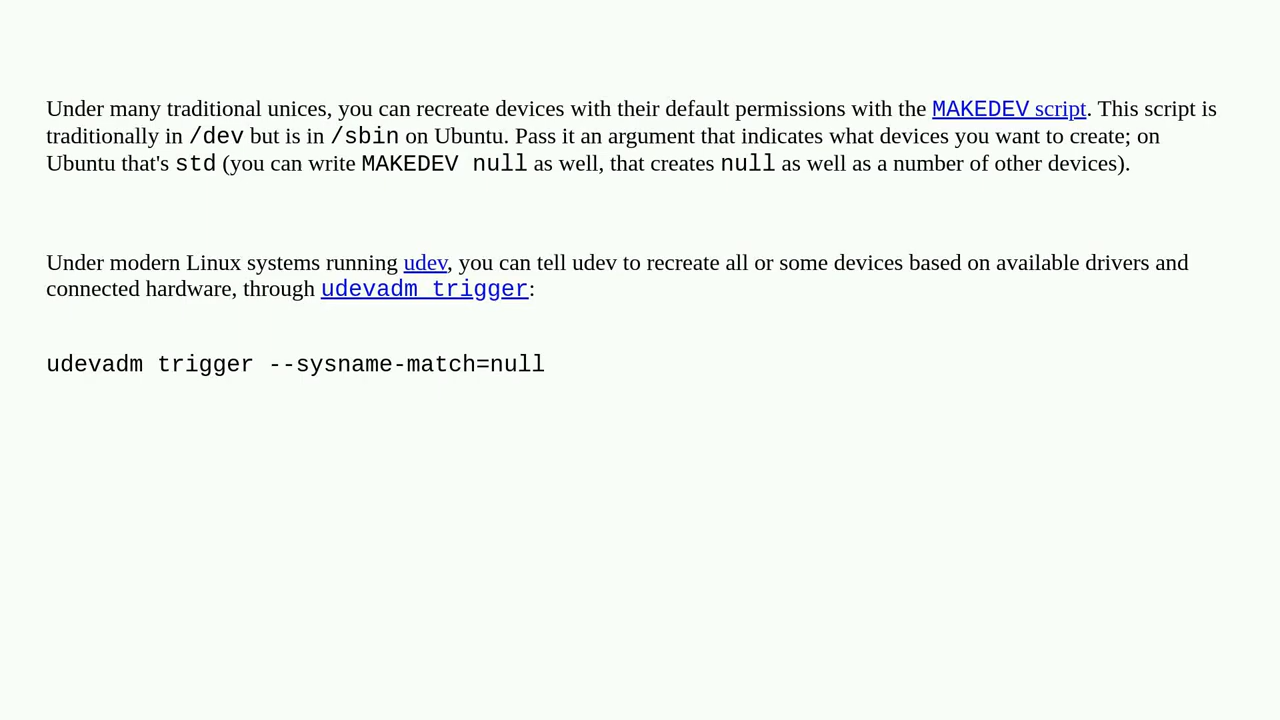 Under many traditional unices, you can recreate devices with their default permissions with the MAKEDEV script. This script is
traditionally in /dev but is in /sbin on Ubuntu. Pass it an argument that indicates what devices you want to create; on
Ubuntu that's std (you can write MAKEDEV null as well, that creates null as well as a number of other devices).
Under modern Linux systems running udev, you can tell udev to recreate all or some devices based on available drivers and
connected hardware, through udevadm trigger:
udevadm trigger --sysname-match=null